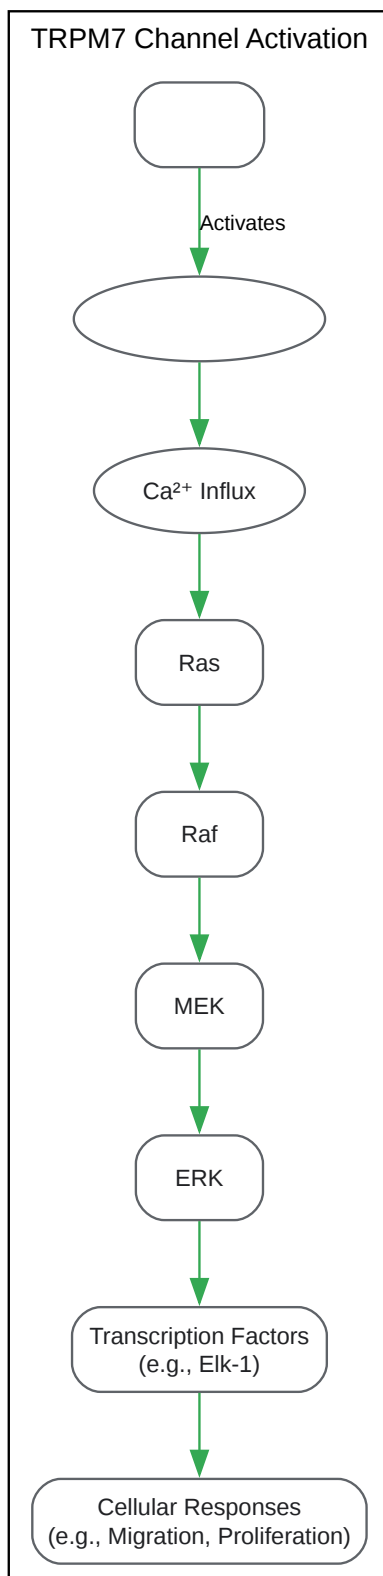 TRPM7 Channel Activation
Activates
Ca²⁺ Influx
Ras
Raf
MEK
ERK
Transcription Factors
(e.g., Elk-1)
Cellular Responses
(e.g., Migration, Proliferation)